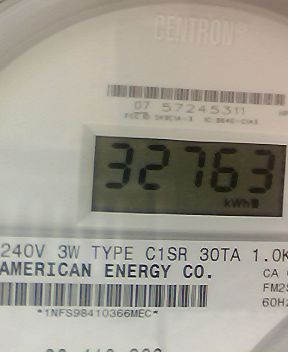 CENTRON®
07 57245311
32763
kWh
240V 3W TYPE C1SR 30TA 1.0K
AMERICAN ENERGY CO.
CA
FM2S
60Hz
*1NFS98410366MEC*